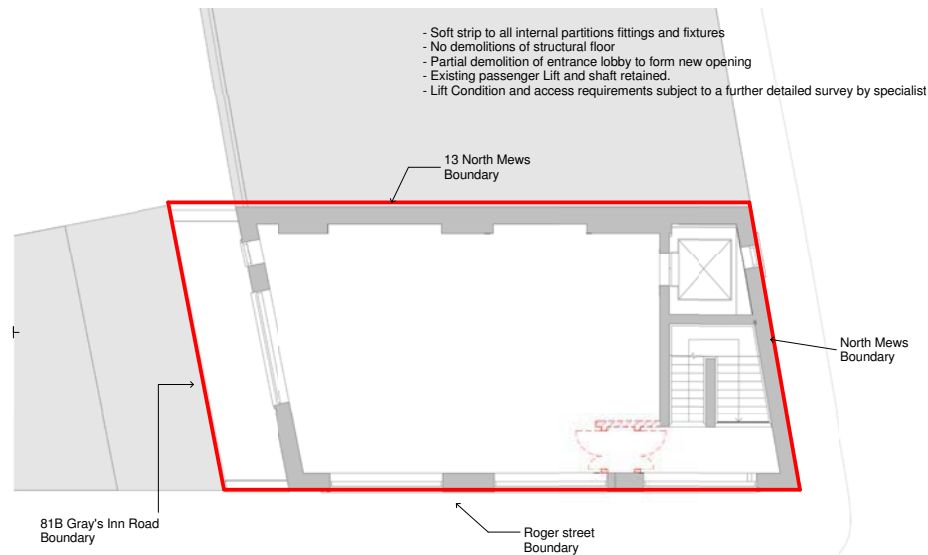 - Soft strip to all internal partitions fittings and fixtures
- No demolitions of structural floor
- Partial demolition of entrance lobby to form new opening
- Existing passenger Lift and shaft retained.
- Lift Condition and access requirements subject to a further detailed survey by specialist
13 North Mews
Boundary
North Mews
Boundary
81B Gray's Inn Road
Boundary
Roger street
Boundary